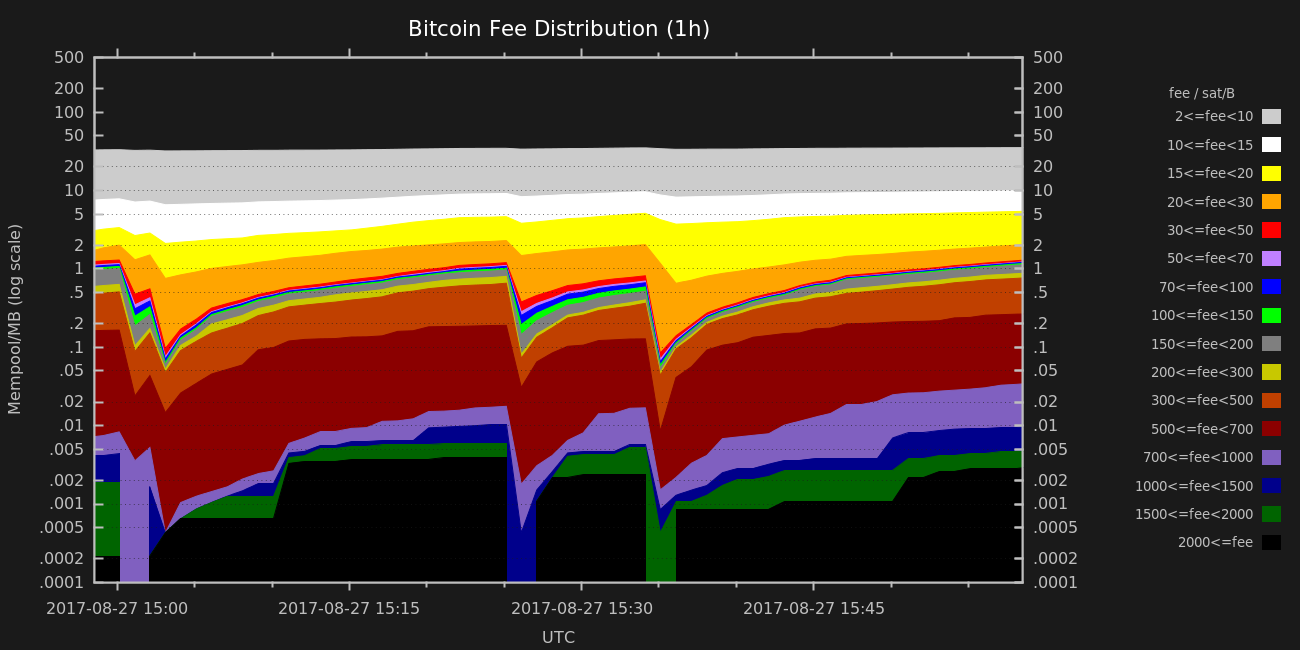 Bitcoin Fee Distribution (1h)
Mempool/MB (log scale)
500
200
100
50
20
10
5
2
1
.5
.2
.1
.05
.02
.01
.005
.002
.001
.0005
.0002
.0001
500
200
100
50
20
10
5
2
1
.5
.2
.1
.05
.02
.01
.005
.002
.001
.0005
.0002
.0001
2017-08-27 15:00
2017-08-27 15:15
2017-08-27 15:30
2017-08-27 15:45
UTC
fee / sat/B
2<=fee<10
10<=fee<15
15<=fee<20
20<=fee<30
30<=fee<50
50<=fee<70
70<=fee<100
100<=fee<150
150<=fee<200
200<=fee<300
300<=fee<500
500<=fee<700
700<=fee<1000
1000<=fee<1500
1500<=fee<2000
2000<=fee